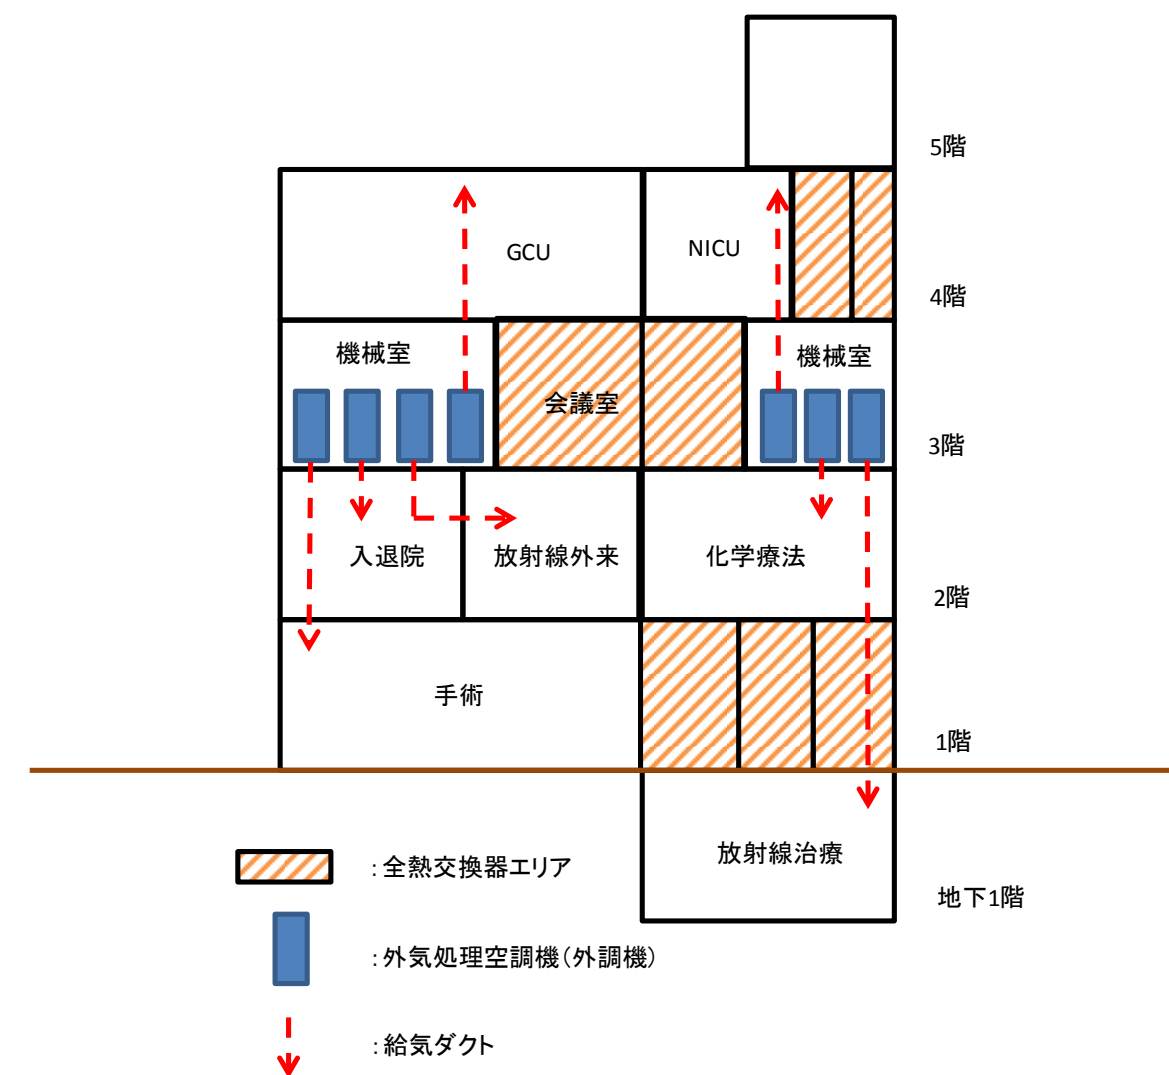 5階
GCU
NICU
4階
機械室
機械室
会議室
3階
入退院
放射線外来
化学療法
2階
手術
1階
放射線治療
地下1階
：全熱交換器エリア
：外気処理空調機（外調機）
：給気ダクト